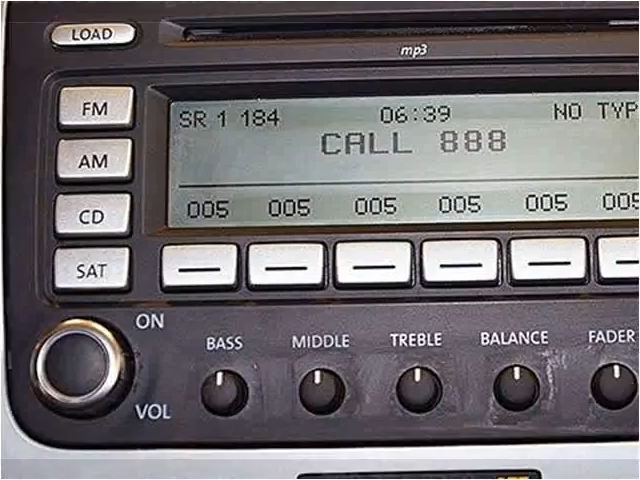 LOAD
mp3
FM
SR 1 184 06:39 NO TYP
CALL 888
AM
CD
005 005 005 005 005 005
SAT
ON
BASS MIDDLE TREBLE BALANCE FADER
VOL